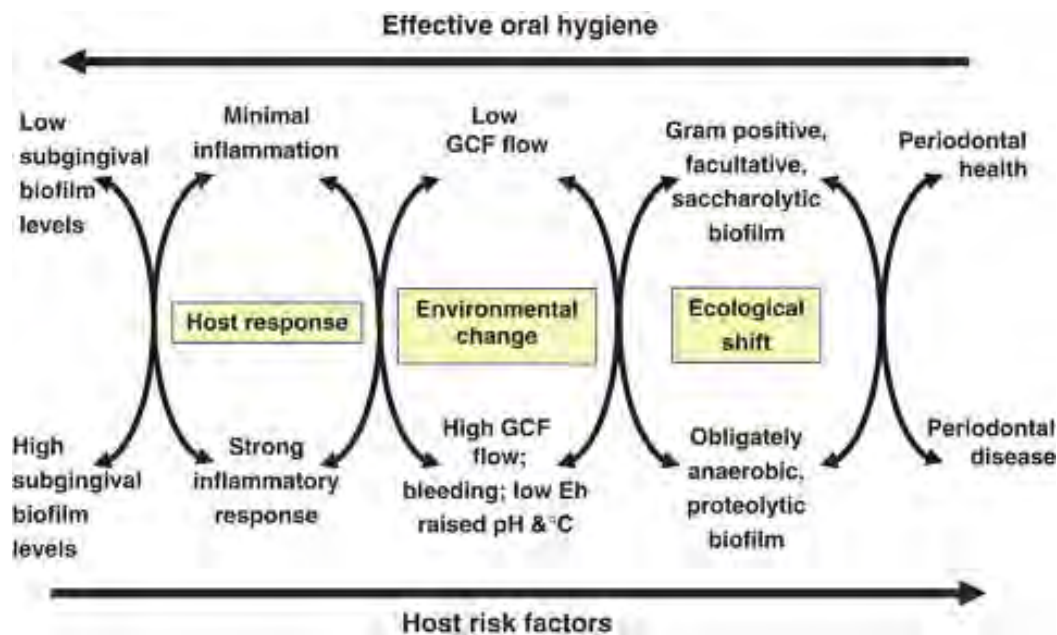 Effective oral hygiene
Low
subgingival
biofilm
levels
Minimal
inflammation
Low
GCF flow
Gram positive,
facultative,
saccharolytic
biofilm
Periodontal
health
Host response
Environmental
change
Ecological
shift
High
subgingival
biofilm
levels
Strong
inflammatory
response
High GCF
flow;
bleeding; low Eh
raised pH & °C
Obligately
anaerobic,
proteolytic
biofilm
Periodontal
disease
Host risk factors